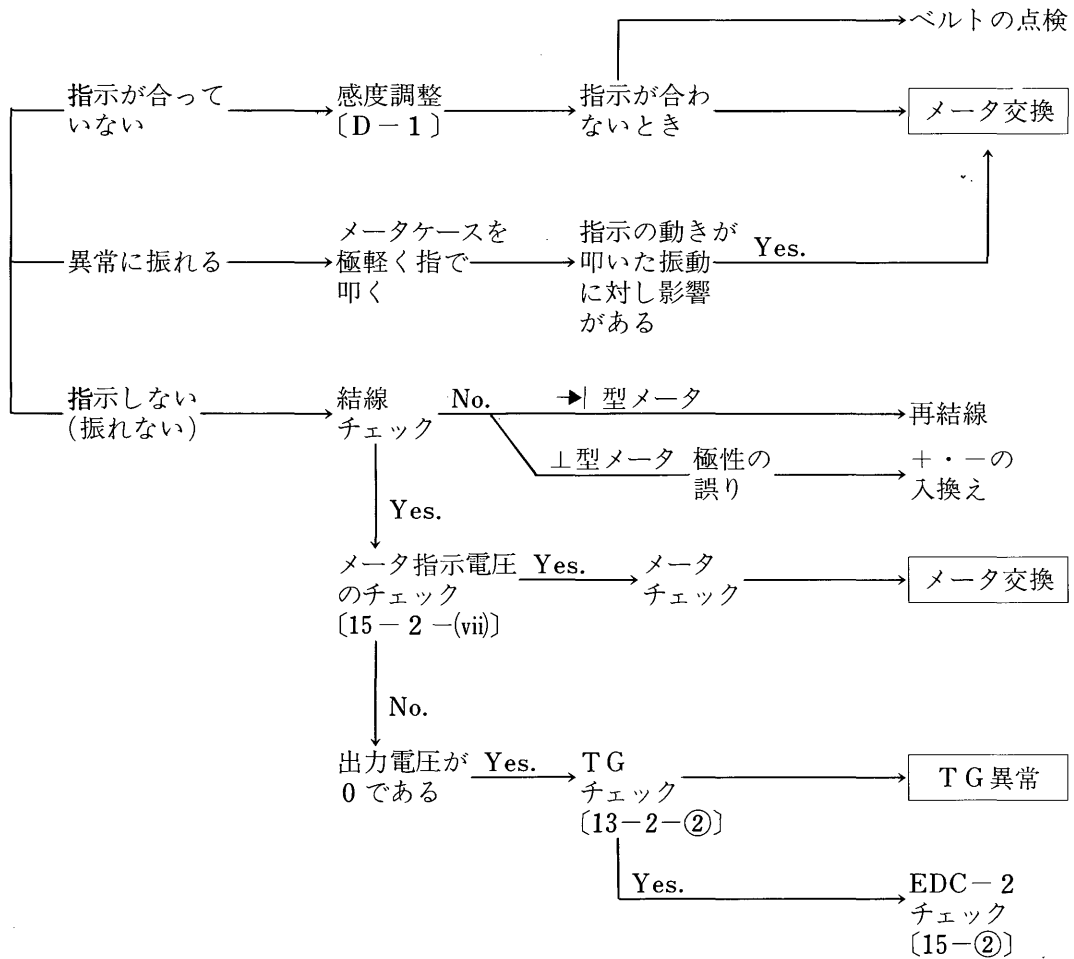 ベルトの点検
指示が合って
いない
感度調整
〔D－1〕
指示が合わ
ないとき
メータ交換
異常に振れる
メータケースを
極軽く指で
叩く
指示の動きが
叩いた振動
に対し影響
がある
Yes.
指示しない
(振れない)
結線
チェック
No.
型メータ
再結線
⊥型メータ
極性の
誤り
＋・－の
入換え
Yes.
メータ指示電圧
のチェック
〔15－2－(ⅶ)〕
Yes.
メータ
チェック
メータ交換
No.
出力電圧が
0である
Yes.
TG
チェック
〔13－2－②〕
TG異常
Yes.
EDC－2
チェック
〔15－②〕